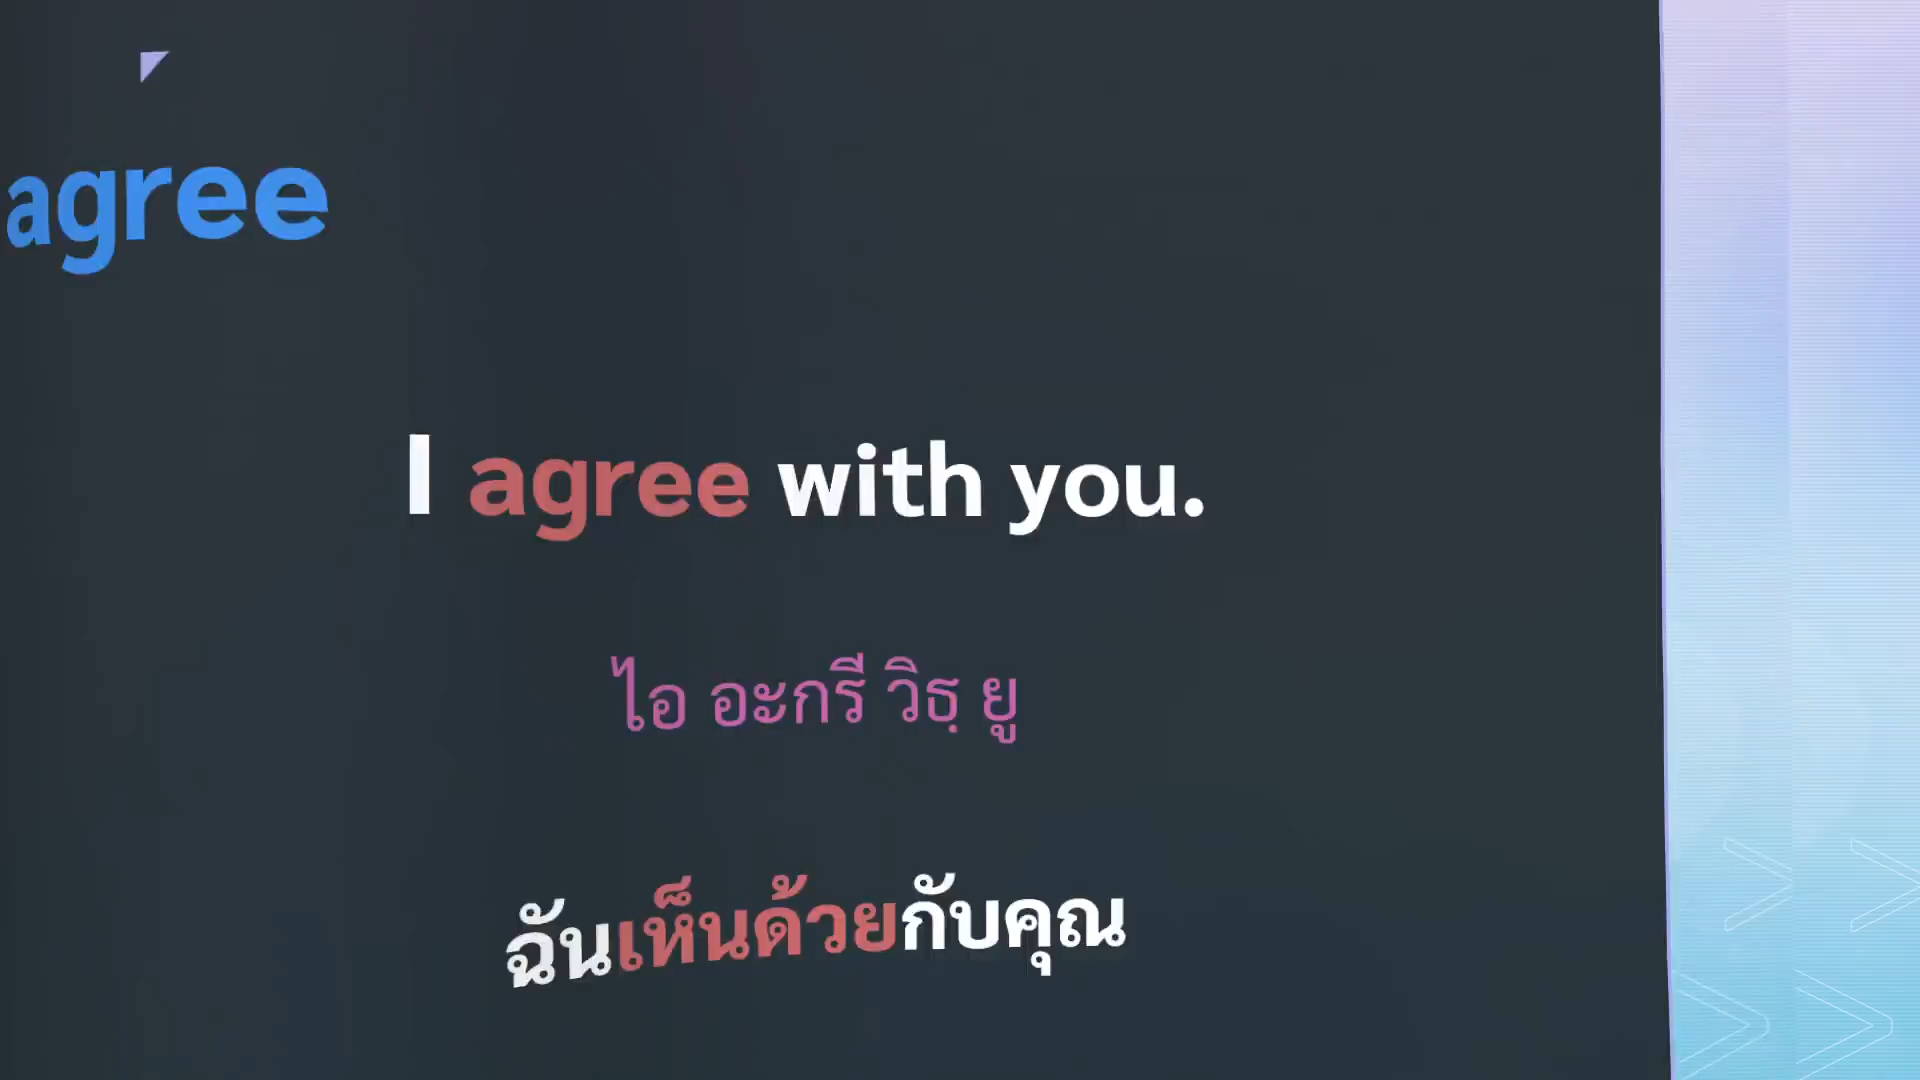 agree
I agree with you.
ไอ อะกรี วิธฺ ยู
ฉันเห็นด้วยกับคุณ